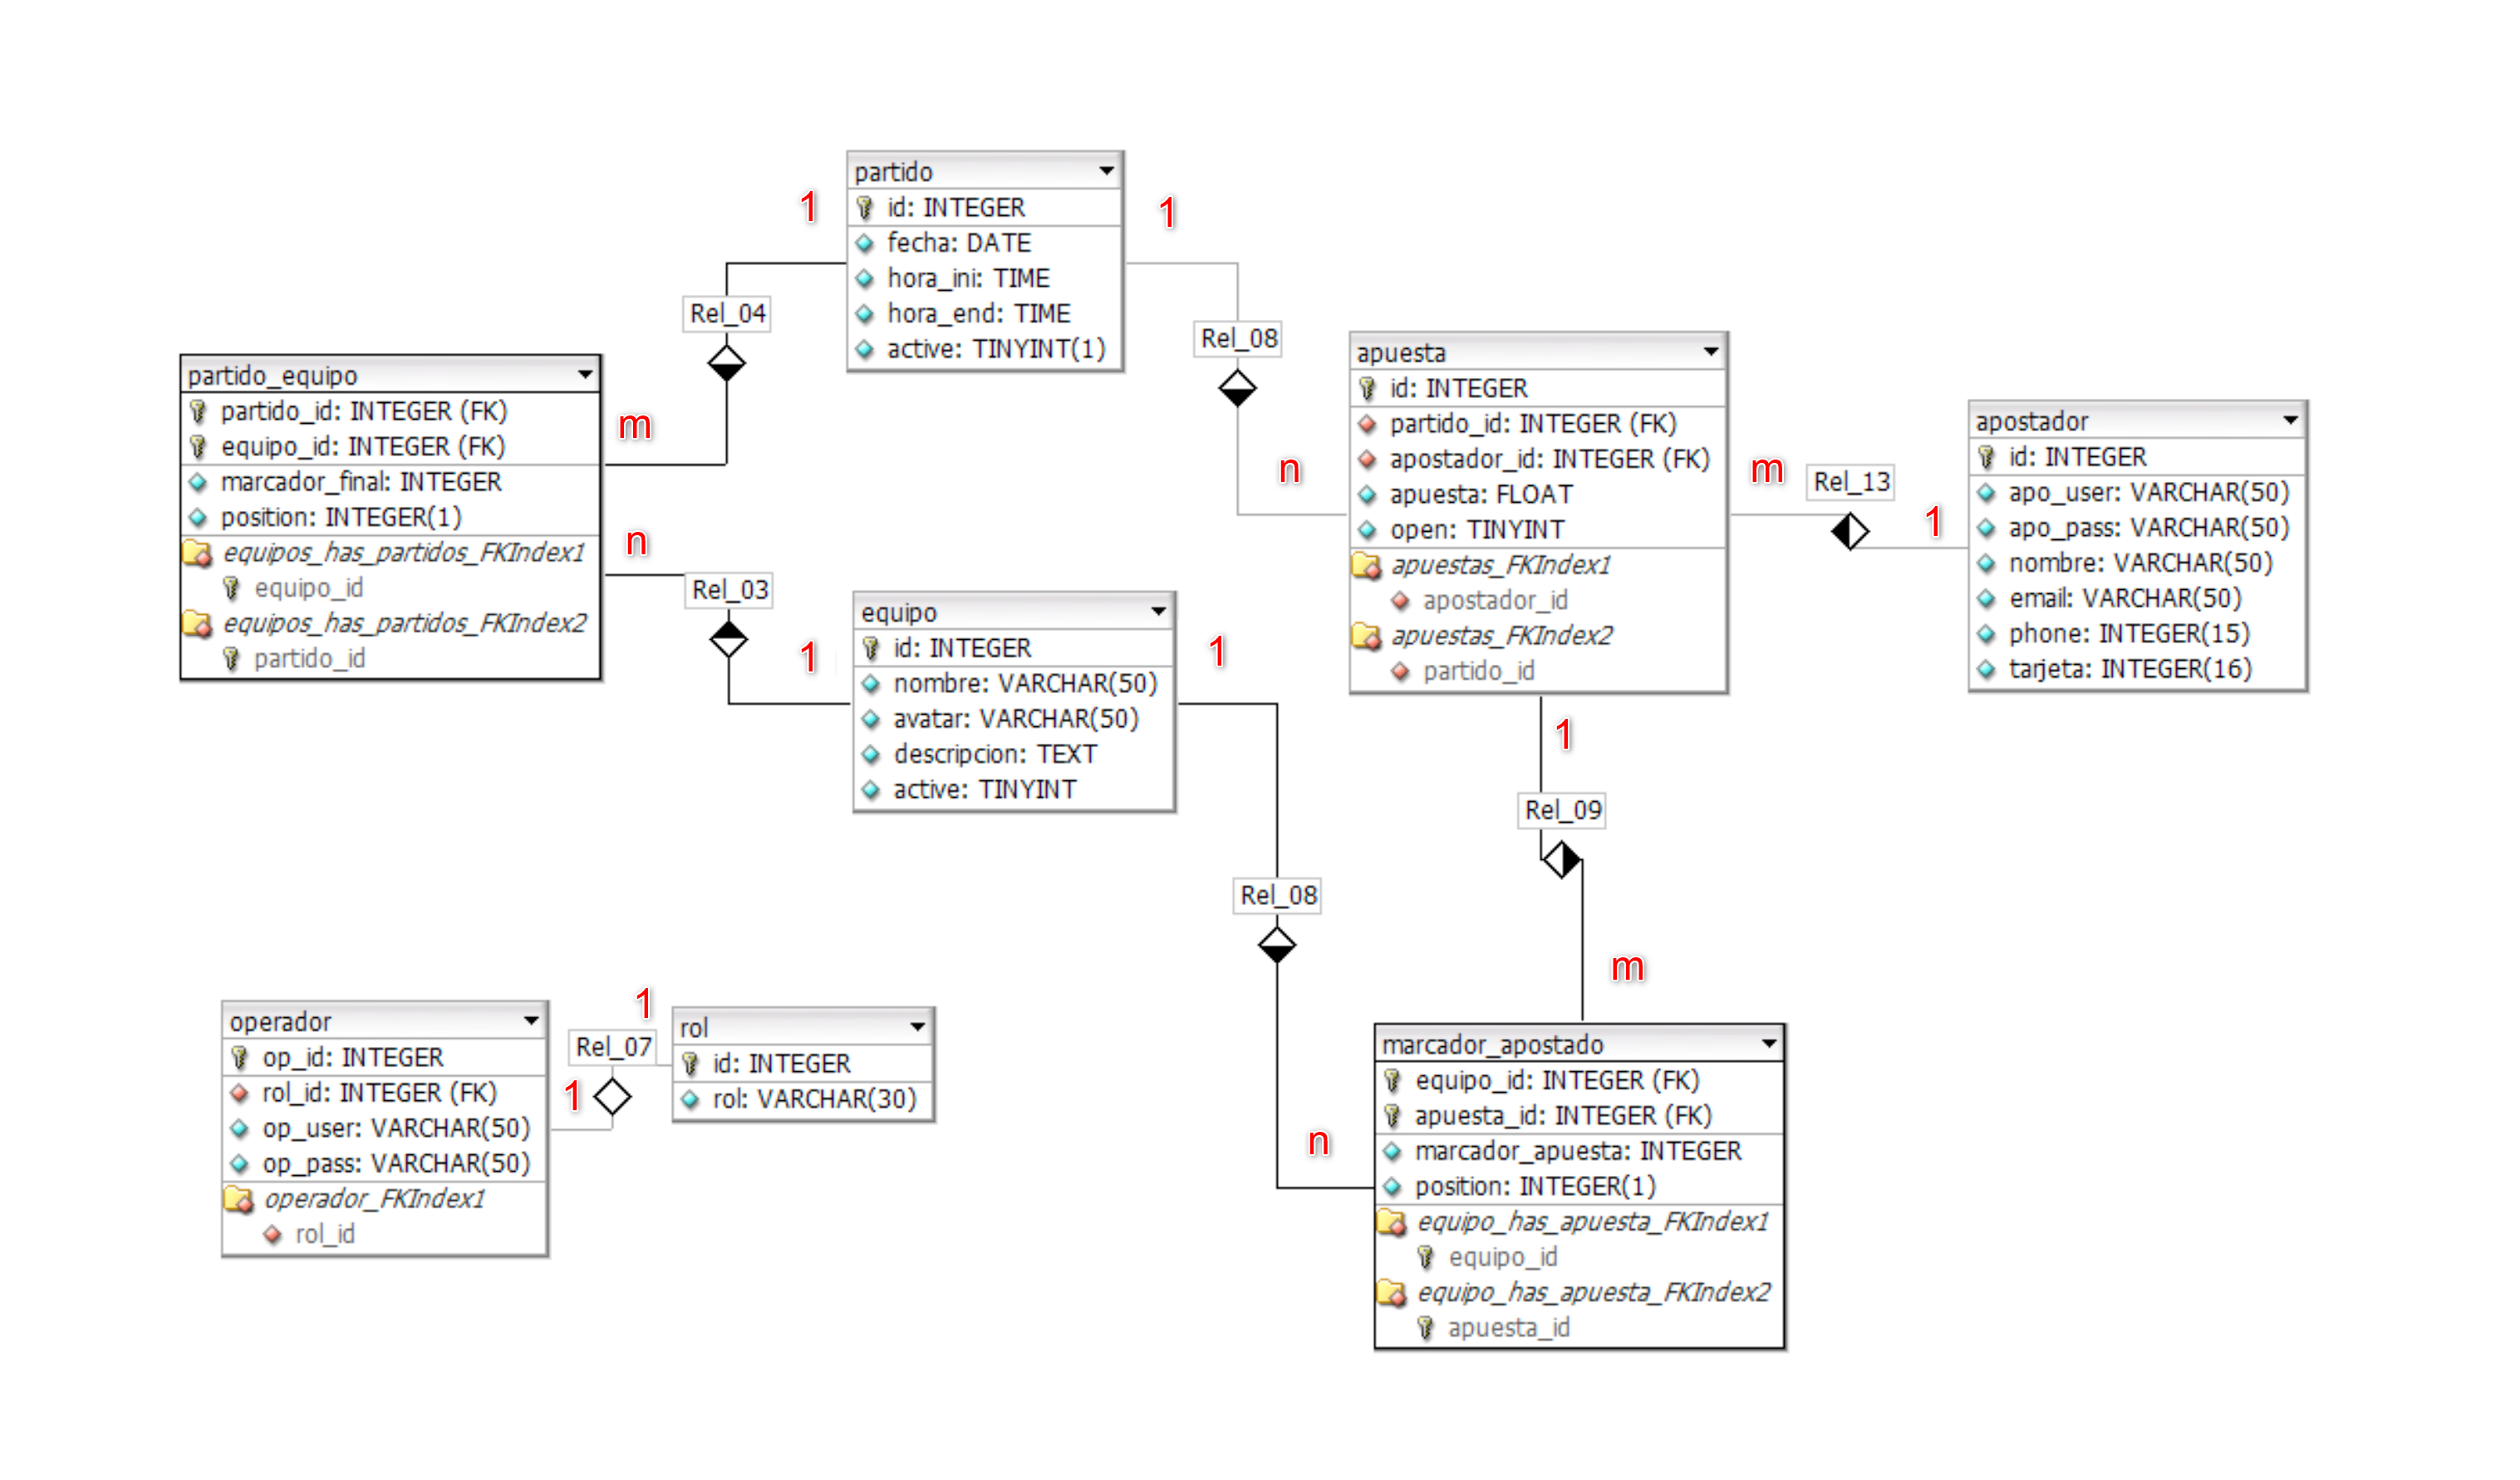 partido
id: INTEGER
fecha: DATE
hora_ini: TIME
hora_end: TIME
active: TINYINT(1)
1
1
Rel_04
Rel_08
partido_equipo
partido_id: INTEGER (FK)
equipo_id: INTEGER (FK)
marcador_final: INTEGER
position: INTEGER(1)
equipos_has_partidos_FKIndex1
equipo_id
equipos_has_partidos_FKIndex2
partido_id
m
n
Rel_03
1
equipo
id: INTEGER
nombre: VARCHAR(50)
avatar: VARCHAR(50)
descripcion: TEXT
active: TINYINT
1
n
apuesta
id: INTEGER
partido_id: INTEGER (FK)
apostador_id: INTEGER (FK)
apuesta: FLOAT
open: TINYINT
apuestas_FKIndex1
apostador_id
apuestas_FKIndex2
partido_id
m
Rel_13
1
apostador
id: INTEGER
apo_user: VARCHAR(50)
apo_pass: VARCHAR(50)
nombre: VARCHAR(50)
email: VARCHAR(50)
phone: INTEGER(15)
tarjeta: INTEGER(16)
1
Rel_09
m
Rel_08
n
operador
op_id: INTEGER
rol_id: INTEGER (FK)
op_user: VARCHAR(50)
op_pass: VARCHAR(50)
operador_FKIndex1
rol_id
1
Rel_07
1
rol
id: INTEGER
rol: VARCHAR(30)
marcador_apostado
equipo_id: INTEGER (FK)
apuesta_id: INTEGER (FK)
marcador_apuesta: INTEGER
position: INTEGER(1)
equipo_has_apuesta_FKIndex1
equipo_id
equipo_has_apuesta_FKIndex2
apuesta_id